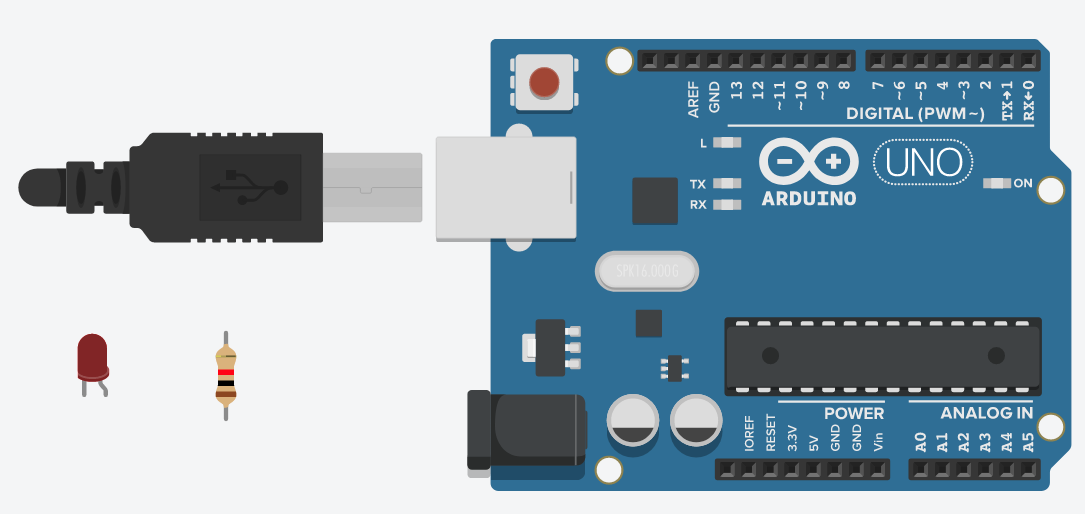 AREF
GND
13
12
~11
~10
~9
8
7
~6
~5
4
~3
2
TX→1
RX←0
DIGITAL (PWM~)
L
TX
RX
ARDUINO
UNO
ON
SPK16.000G
POWER
ANALOG IN
IOREF
RESET
3.3V
5V
GND
GND
Vin
A0
A1
A2
A3
A4
A5